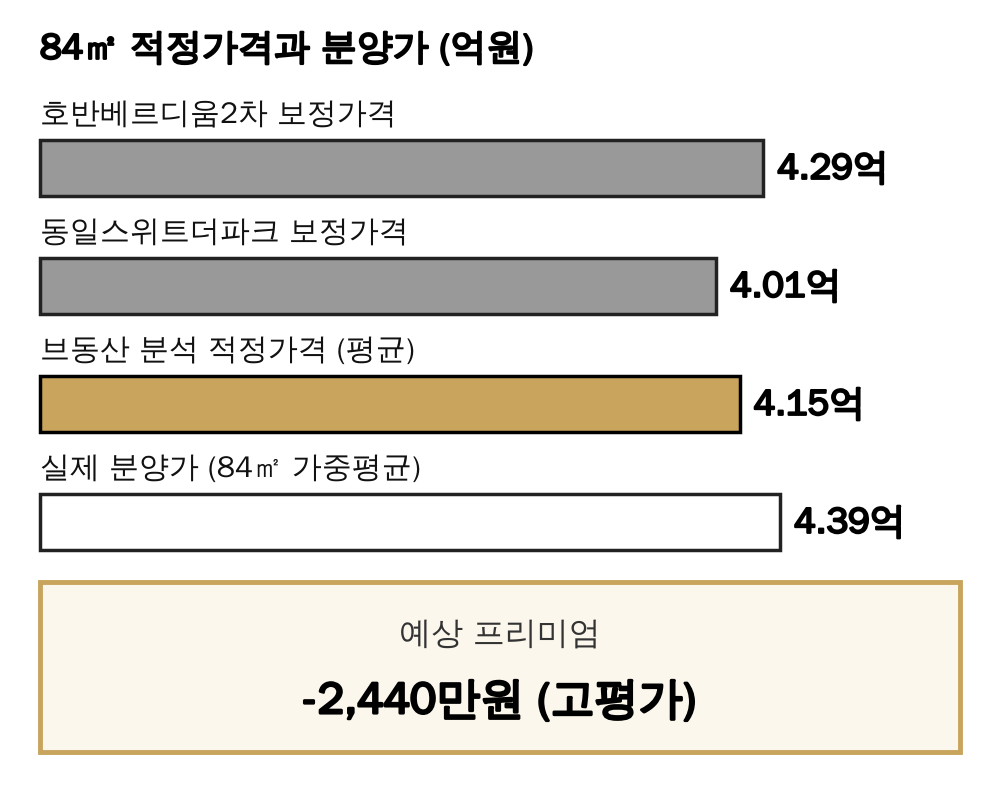 84㎡ 적정가격과 분양가 (억원)
호반베르디움2차 보정가격
4.29억
동일스위트더파크 보정가격
4.01억
브동산 분석 적정가격 (평균)
4.15억
실제 분양가 (84㎡ 가중평균)
4.39억
예상 프리미엄
-2,440만원 (고평가)